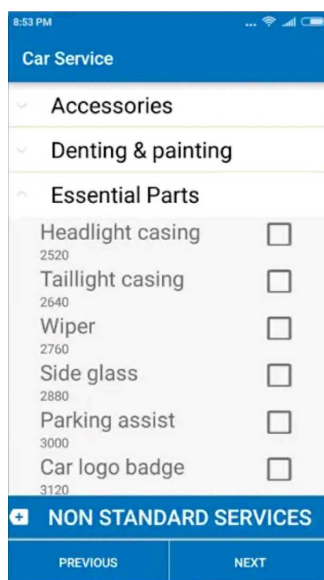 8:53 PM
Car Service
Accessories
Denting & painting
Essential Parts
Headlight casing
2520
Taillight casing
2640
Wiper
2760
Side glass
2880
Parking assist
3000
Car logo badge
3120
NON STANDARD SERVICES
PREVIOUS NEXT